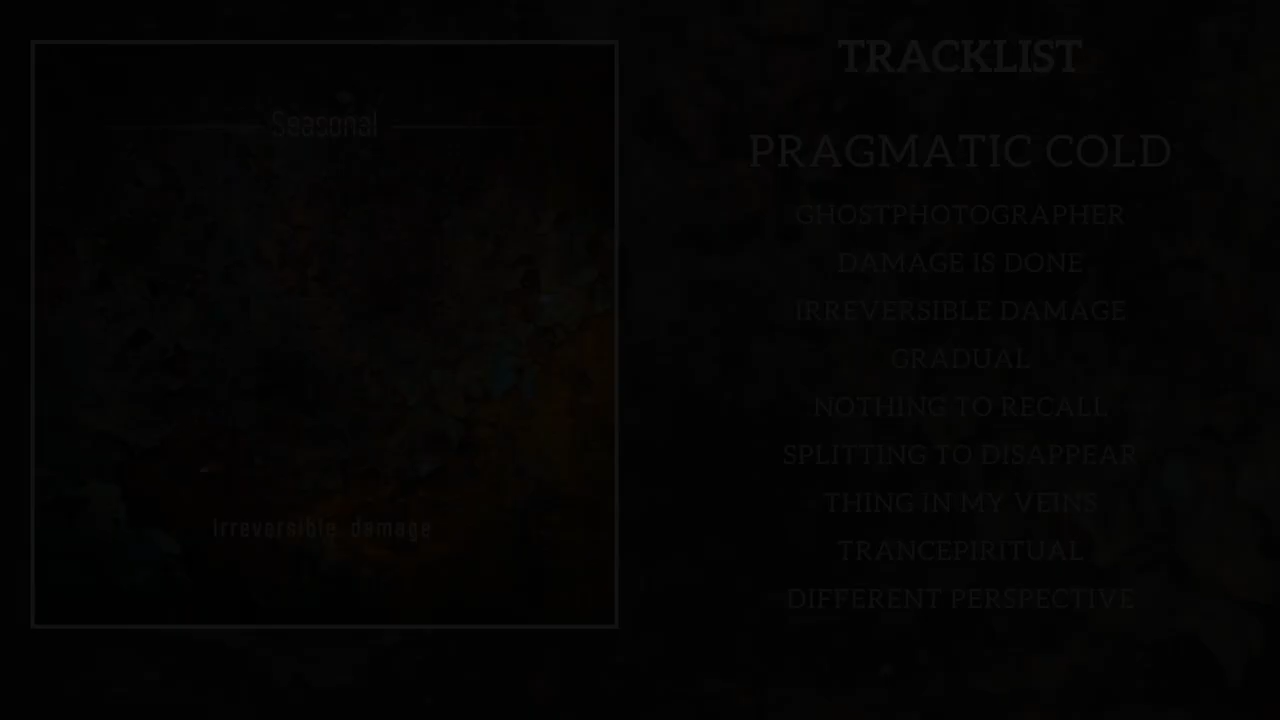 Seasonal
Irreversible damage
TRACKLIST
PRAGMATIC COLD
GHOSTPHOTOGRAPHER
DAMAGE IS DONE
IRREVERSIBLE DAMAGE
GRADUAL
NOTHING TO RECALL
SPLITTING TO DISAPPEAR
THING IN MY VEINS
TRANCEPIRITUAL
DIFFERENT PERSPECTIVE